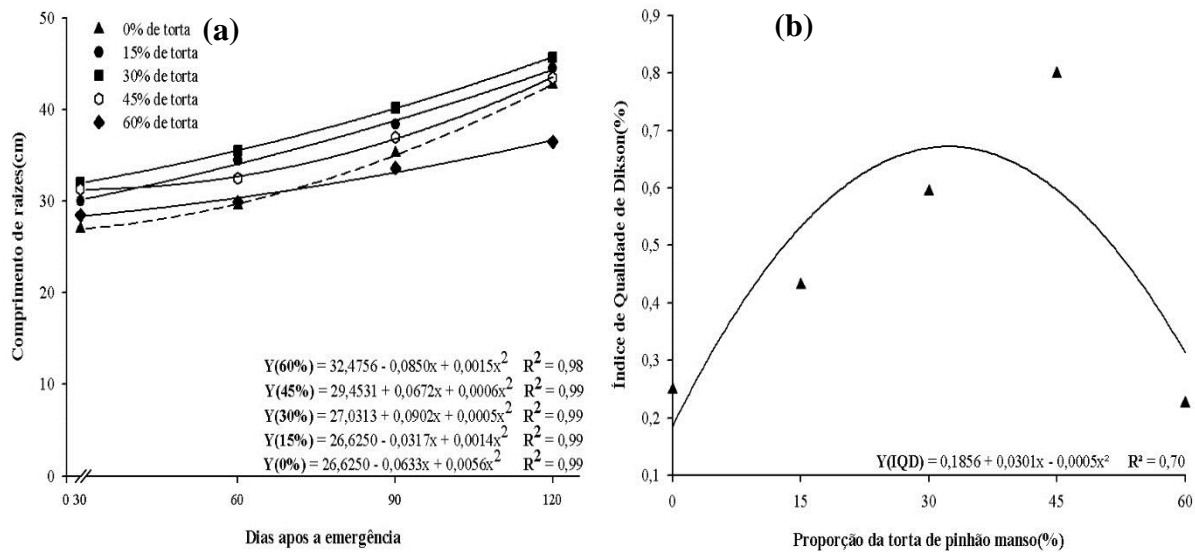 (a)
Comprimento de raizes(cm)
50
40
30
20
10
0
0% de torta
15% de torta
30% de torta
45% de torta
60% de torta
Y(60%) = 32,4756 - 0,0850x + 0,0015x² R² = 0,98
Y(45%) = 29,4531 + 0,0672x + 0,0006x² R² = 0,99
Y(30%) = 27,0313 + 0,0902x + 0,0005x² R² = 0,99
Y(15%) = 26,6250 - 0,0317x + 0,0014x² R² = 0,99
Y(0%) = 26,6250 - 0,0633x + 0,0056x² R² = 0,99
0 30 60 90 120
Dias apos a emergência
(b)
Índice de Qualidade de Dikson(%)
0,9
0,8
0,7
0,6
0,5
0,4
0,3
0,2
0,1
Y(IQD) = 0,1856 + 0,0301x - 0,0005x² R² = 0,70
0 15 30 45 60
Proporção da torta de pinhão manso(%)